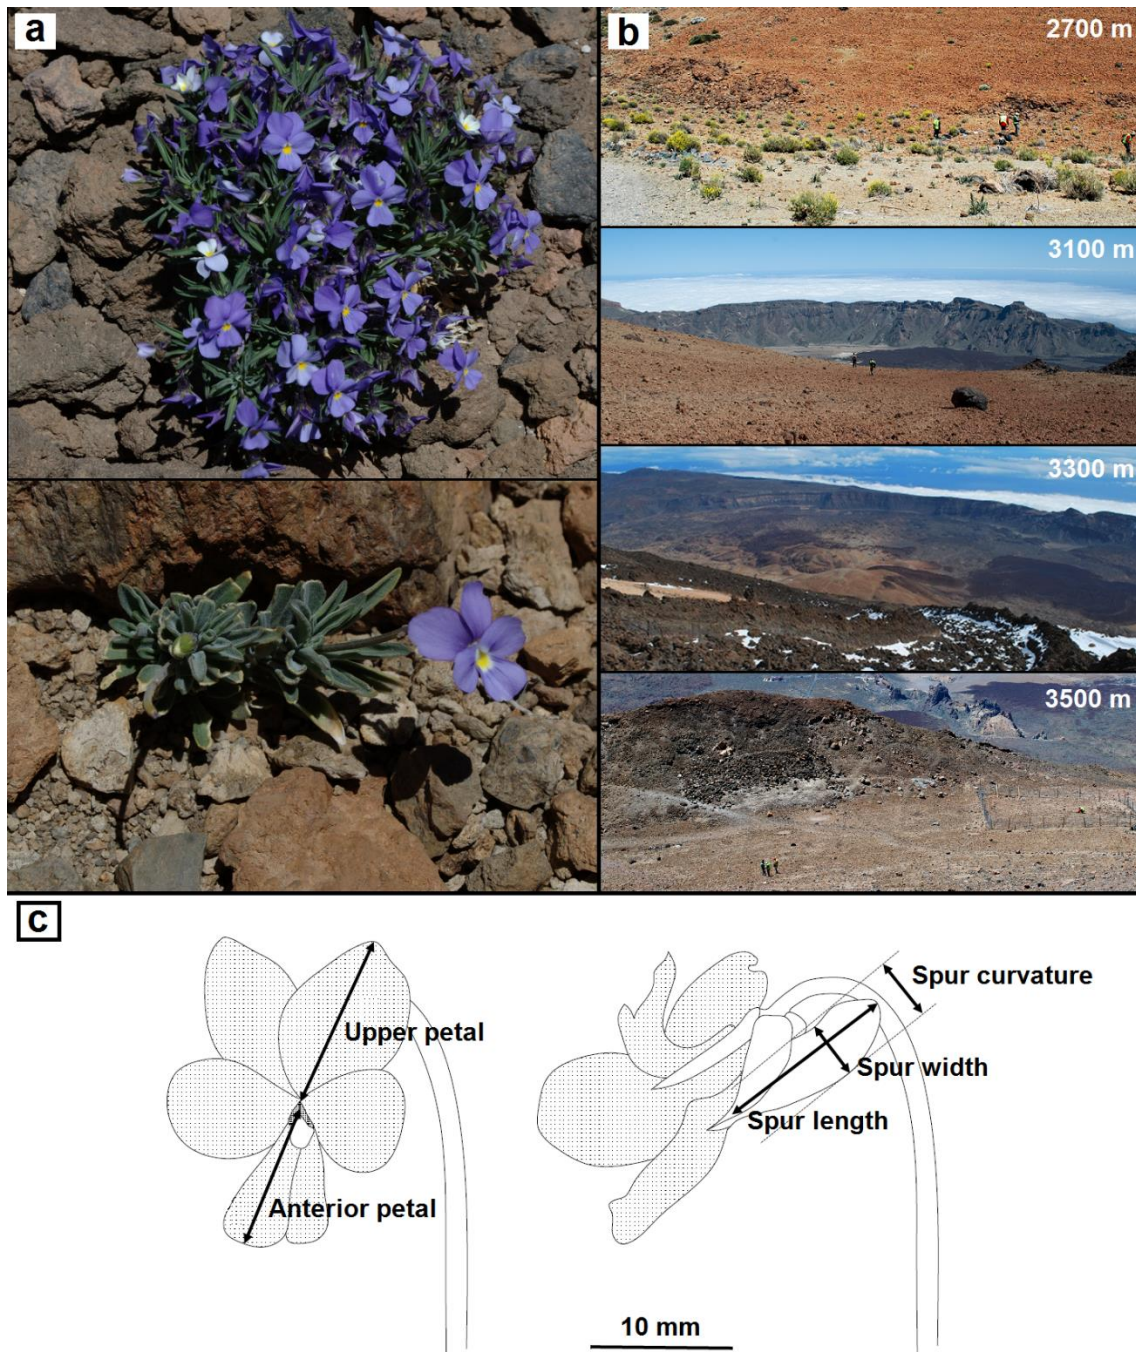 a
b
2700 m
3100 m
3300 m
3500 m
c
Upper petal
Anterior petal
Spur curvature
Spur width
Spur length
10 mm